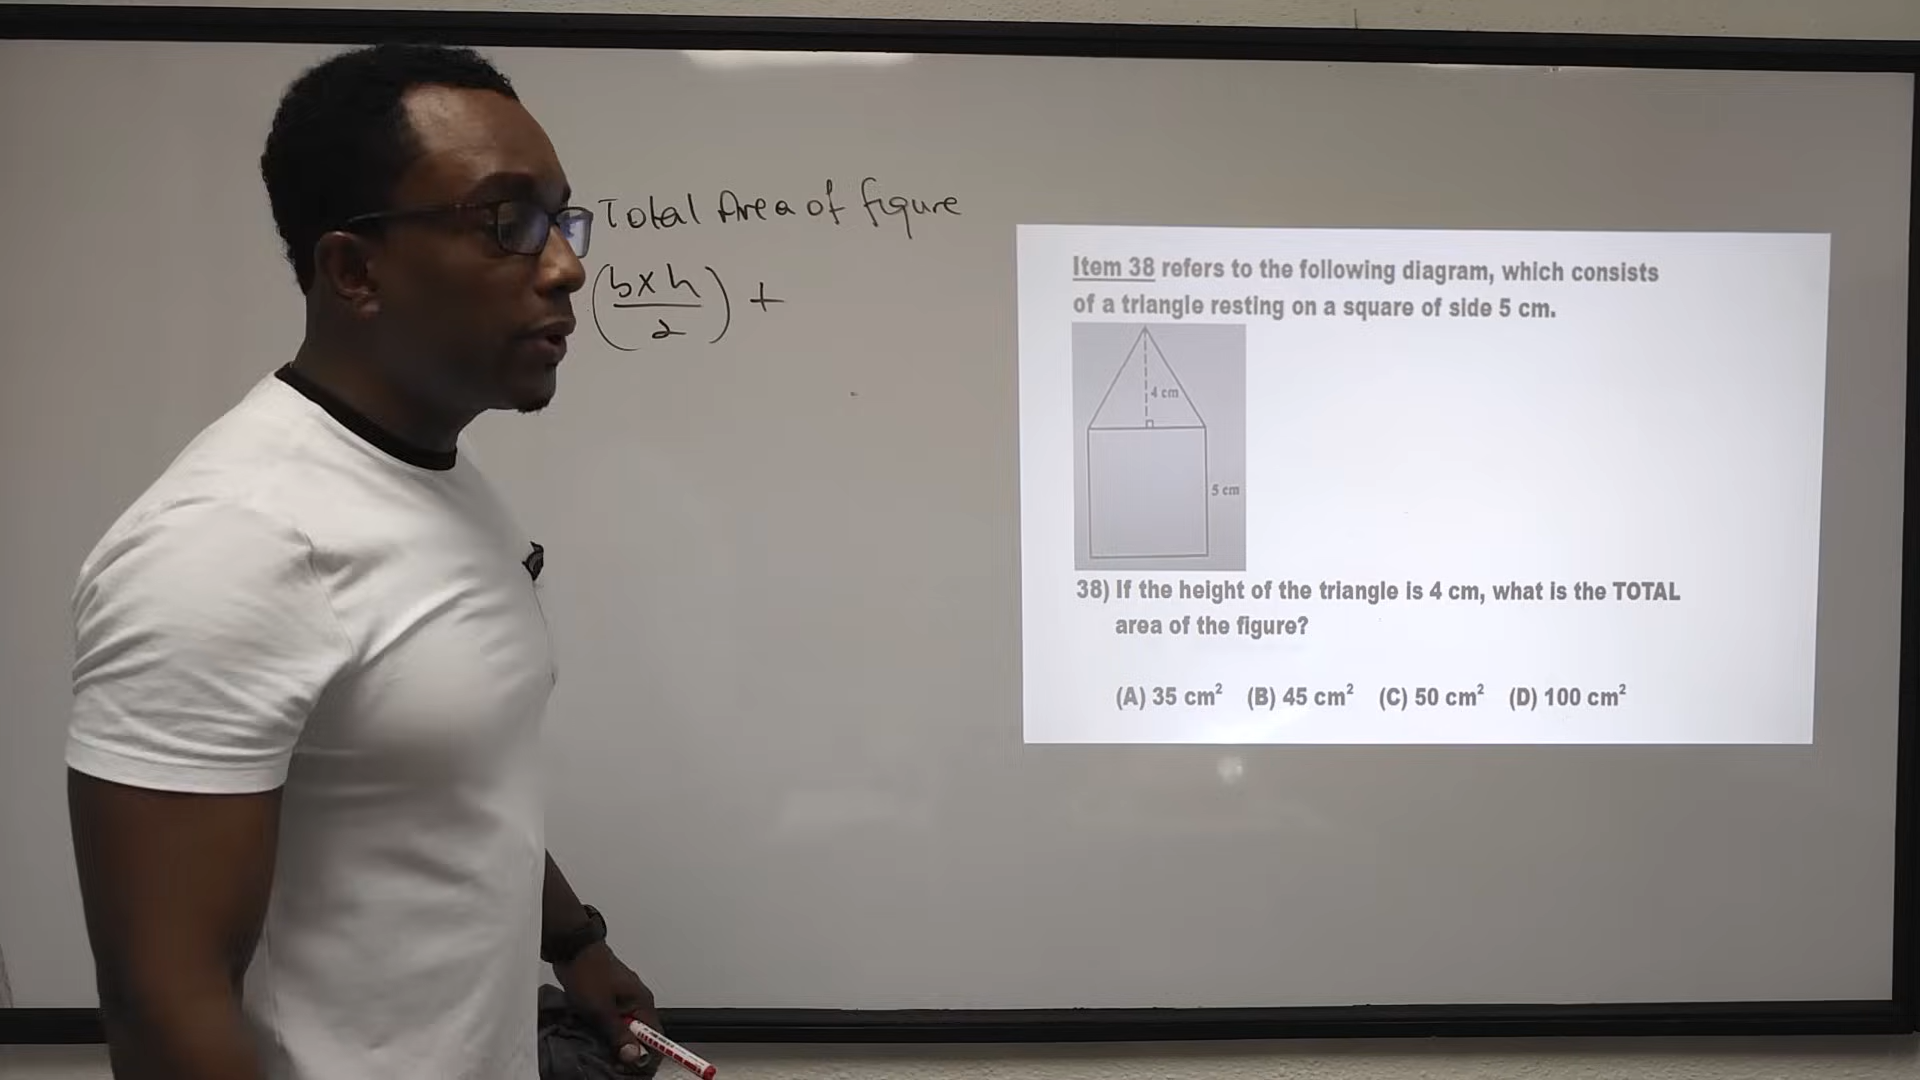 Total Area of figure
(b x h / 2) +
Item 38 refers to the following diagram, which consists
of a triangle resting on a square of side 5 cm.
4 cm
5 cm
38) If the height of the triangle is 4 cm, what is the TOTAL
area of the figure?
(A) 35 cm² (B) 45 cm² (C) 50 cm² (D) 100 cm²